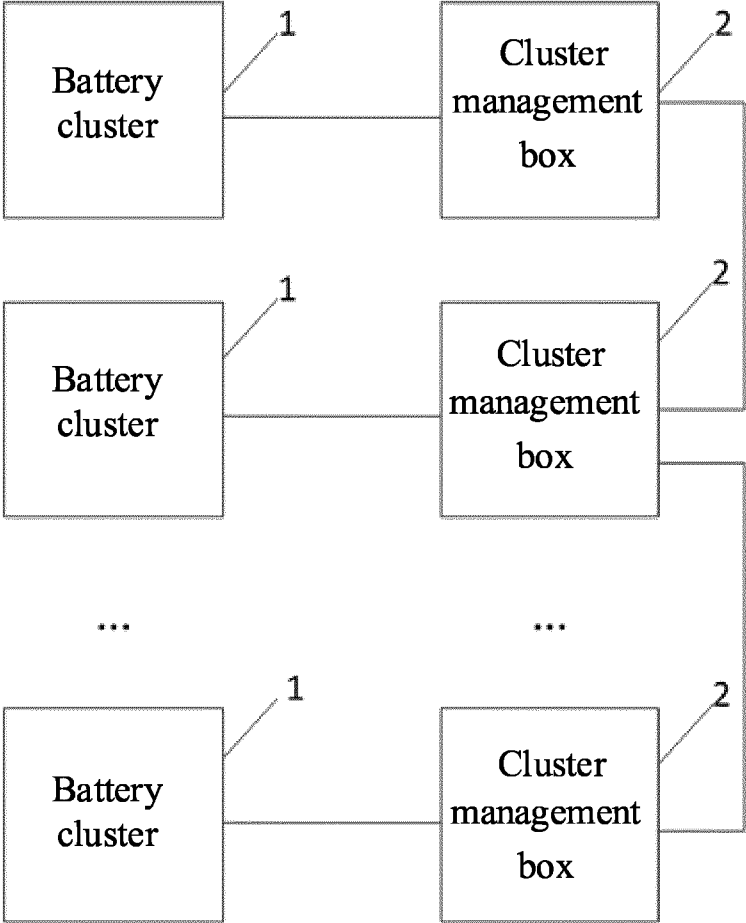 1
2
Battery
cluster
Cluster
management
box
1
2
Battery
cluster
Cluster
management
box
...
...
1
2
Battery
cluster
Cluster
management
box